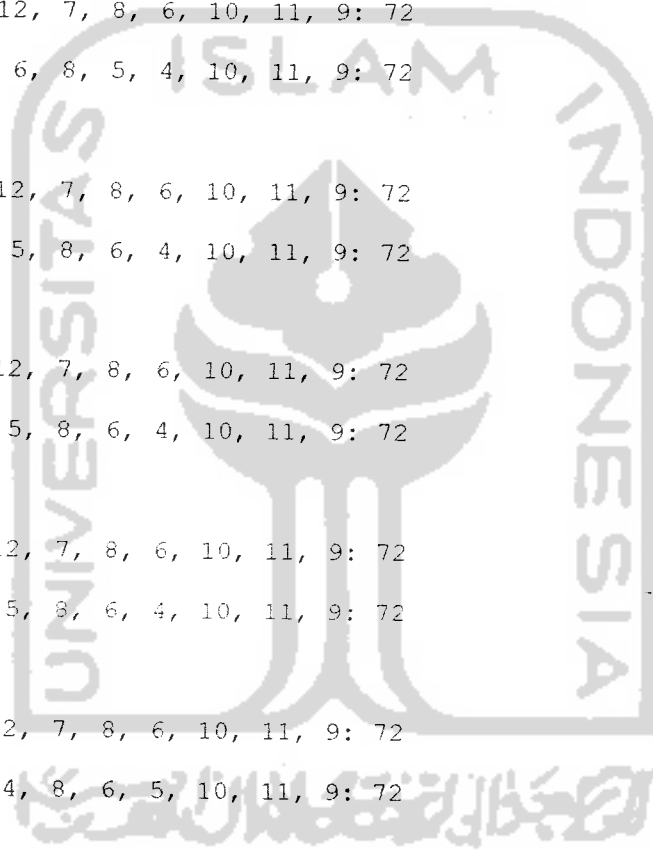 12, 7, 8, 6, 10, 11, 9: 72
6, 8, 5, 4, 10, 11, 9: 72
12, 7, 8, 6, 10, 11, 9: 72
5, 8, 6, 4, 10, 11, 9: 72
12, 7, 8, 6, 10, 11, 9: 72
5, 8, 6, 4, 10, 11, 9: 72
12, 7, 8, 6, 10, 11, 9: 72
5, 8, 6, 4, 10, 11, 9: 72
2, 7, 8, 6, 10, 11, 9: 72
4, 8, 6, 5, 10, 11, 9: 72
UNIVERSITAS ISLAM INDONESIA